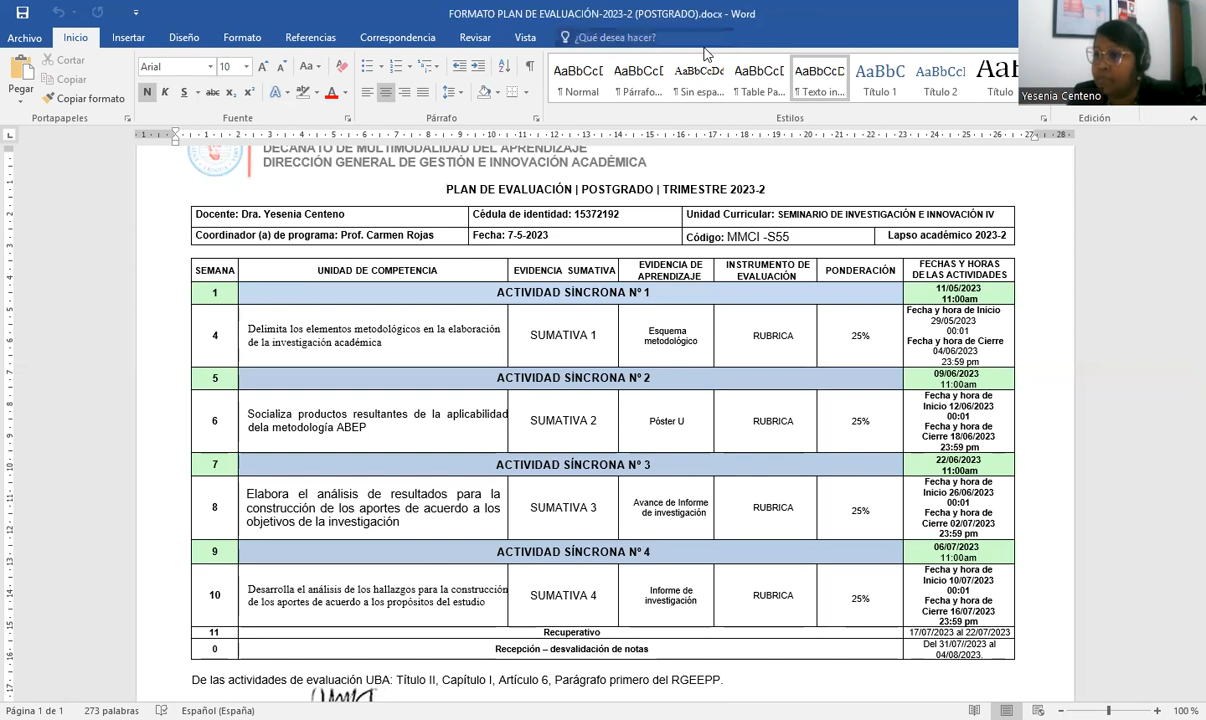 FORMATO PLAN DE EVALUACIÓN-2023-2 (POSTGRADO).docx - Word
Archivo Inicio Insertar Diseño Formato Referencias Correspondencia Revisar Vista ¿Qué desea hacer?
Pegar
Cortar
Copiar
Copiar formato
Arial 10
AaBbCcD AaBbCcD AaBbCcDc AaBbCcD AaBbCcD AaBbC AaBbCcD AaB
¶ Normal ¶ Párrafo... ¶ Sin espa... ¶ Table Pa... ¶ Texto in... Título 1 Título 2 Título
Portapapeles Fuente Párrafo Estilos Edición
Yesenia Centeno
DECANATO DE MULTIMODALIDAD DEL APRENDIZAJE
DIRECCIÓN GENERAL DE GESTIÓN E INNOVACIÓN ACADÉMICA
PLAN DE EVALUACIÓN | POSTGRADO | TRIMESTRE 2023-2
Docente: Dra. Yesenia Centeno Cédula de identidad: 15372192 Unidad Curricular: SEMINARIO DE INVESTIGACIÓN E INNOVACIÓN IV
Coordinador (a) de programa: Prof. Carmen Rojas Fecha: 7-5-2023 Código: MMCI -S55 Lapso académico 2023-2
SEMANA UNIDAD DE COMPETENCIA EVIDENCIA SUMATIVA EVIDENCIA DE APRENDIZAJE INSTRUMENTO DE EVALUACIÓN PONDERACIÓN FECHAS Y HORAS DE LAS ACTIVIDADES
1 ACTIVIDAD SÍNCRONA Nº 1 11/05/2023
11:00am
4 Delimita los elementos metodológicos en la elaboración
de la investigación académica
SUMATIVA 1 Esquema
metodológico
RUBRICA 25%
Fecha y hora de Inicio
29/05/2023
00:01
Fecha y hora de Cierre
04/06/2023
23:59 pm
5 ACTIVIDAD SÍNCRONA Nº 2 09/06/2023
11:00am
6 Socializa productos resultantes de la aplicabilidad
dela metodología ABEP
SUMATIVA 2 Póster U RUBRICA 25%
Fecha y hora de
Inicio 12/06/2023
00:01
Fecha y hora de
Cierre 18/06/2023
23:59 pm
7 ACTIVIDAD SÍNCRONA Nº 3 22/06/2023
11:00am
8 Elabora el análisis de resultados para la
construcción de los aportes de acuerdo a los
objetivos de la investigación
SUMATIVA 3 Avance de Informe
de investigación
RUBRICA 25%
Fecha y hora de
Inicio 26/06/2023
00:01
Fecha y hora de
Cierre 02/07/2023
23:59 pm
9 ACTIVIDAD SÍNCRONA Nº 4 06/07/2023
11:00am
10 Desarrolla el análisis de los hallazgos para la construcción
de los aportes de acuerdo a los propósitos del estudio
SUMATIVA 4 Informe de
investigación
RUBRICA 25%
Fecha y hora de
Inicio 10/07/2023
00:01
Fecha y hora de
Cierre 16/07/2023
23:59 pm
11 Recuperativo 17/07/2023 al 22/07/2023
0 Recepción – desvalidación de notas Del 31/07//2023 al
04/08/2023.
De las actividades de evaluación UBA: Título II, Capítulo I, Artículo 6, Parágrafo primero del RGEEPP.
Página 1 de 1 273 palabras Español (España) 100 %